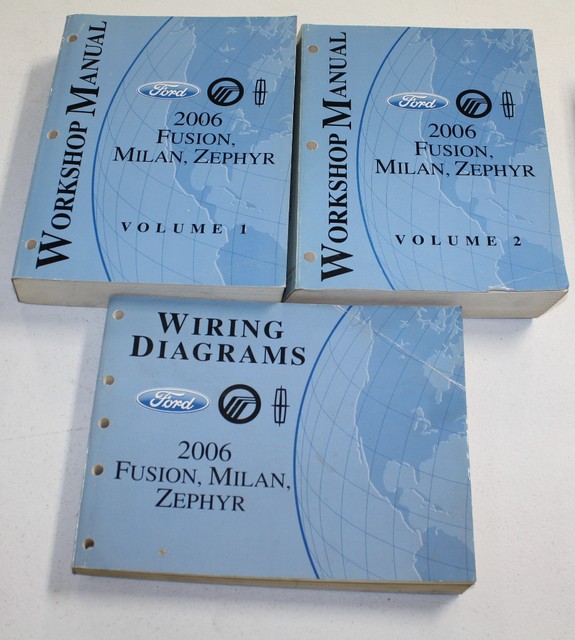 WORKSHOP MANUAL
Ford
2006
FUSION,
MILAN, ZEPHYR
VOLUME 1
WORKSHOP MANUAL
Ford
2006
FUSION,
MILAN, ZEPHYR
VOLUME 2
WIRING
DIAGRAMS
Ford
2006
FUSION, MILAN,
ZEPHYR